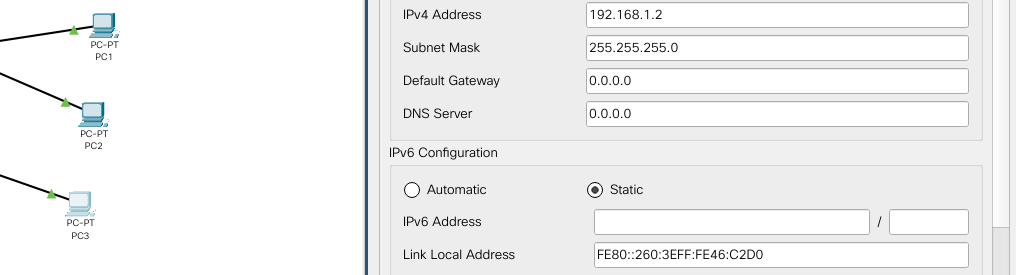 PC-PT
PC1
PC-PT
PC2
PC-PT
PC3
IPv4 Address 192.168.1.2
Subnet Mask 255.255.255.0
Default Gateway 0.0.0.0
DNS Server 0.0.0.0
IPv6 Configuration
Automatic Static
IPv6 Address /
Link Local Address FE80::260:3EFF:FE46:C2D0